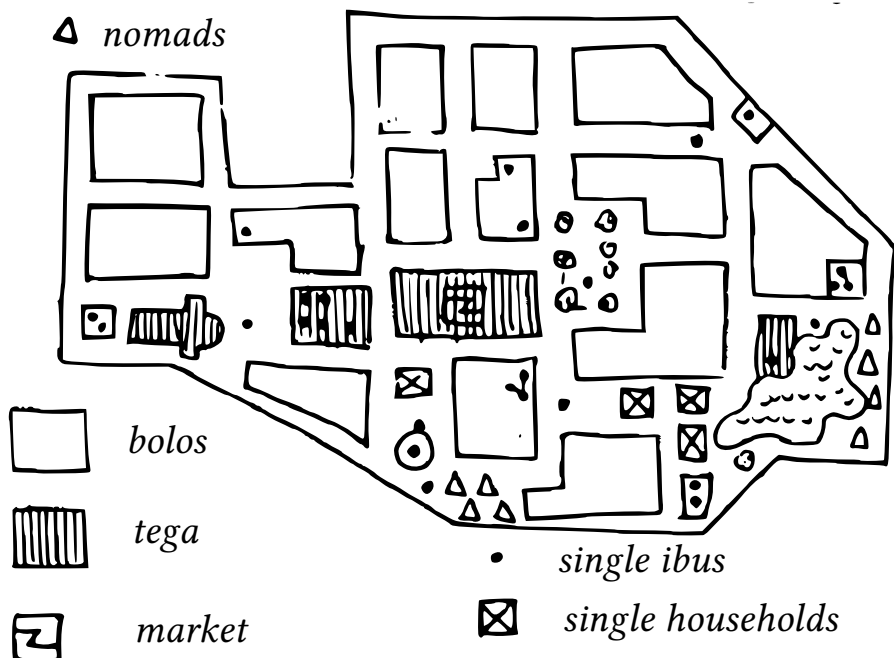 nomads
bolos
tega
market
single ibus
single households